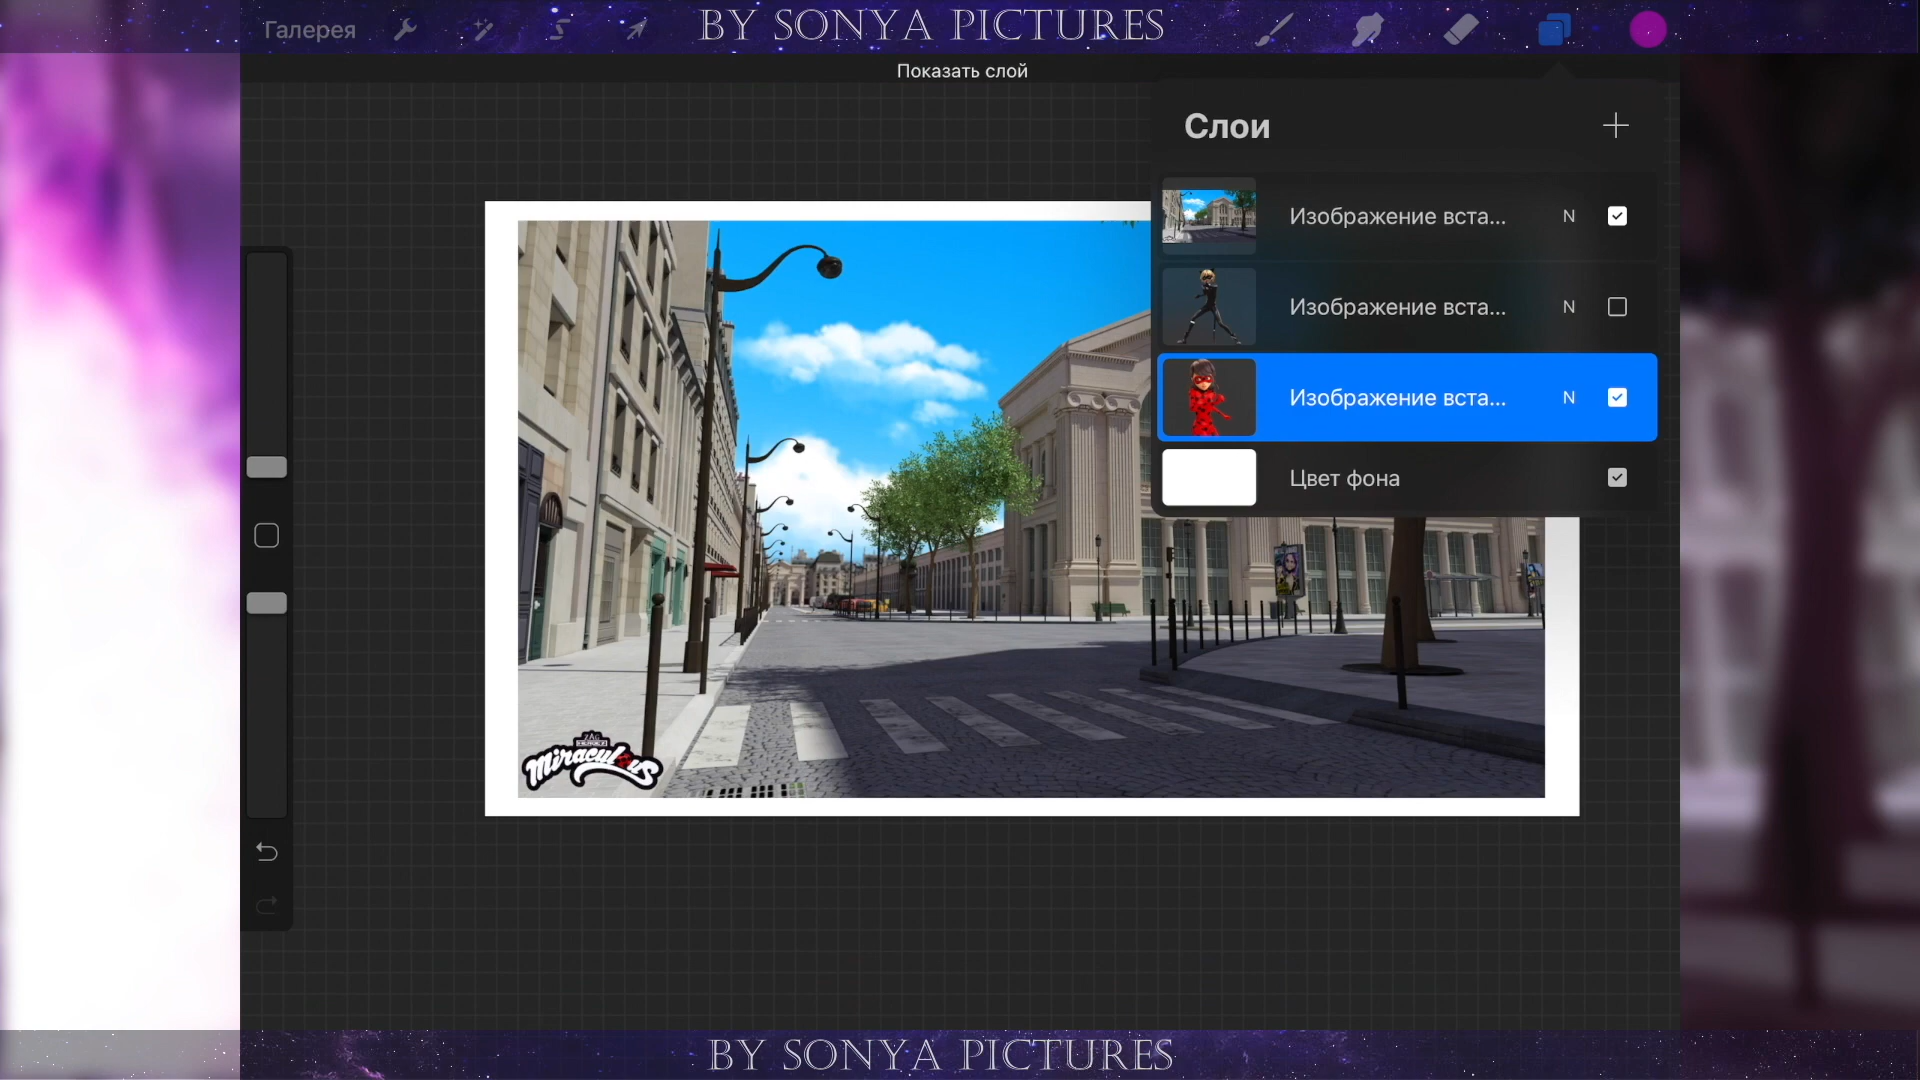 BY SONYA PICTURES
Галерея
Показать слой
Слои
Изображение вста... N
Изображение вста... N
Изображение вста... N
Цвет фона
ZAG
Miraculous
BY SONYA PICTURES